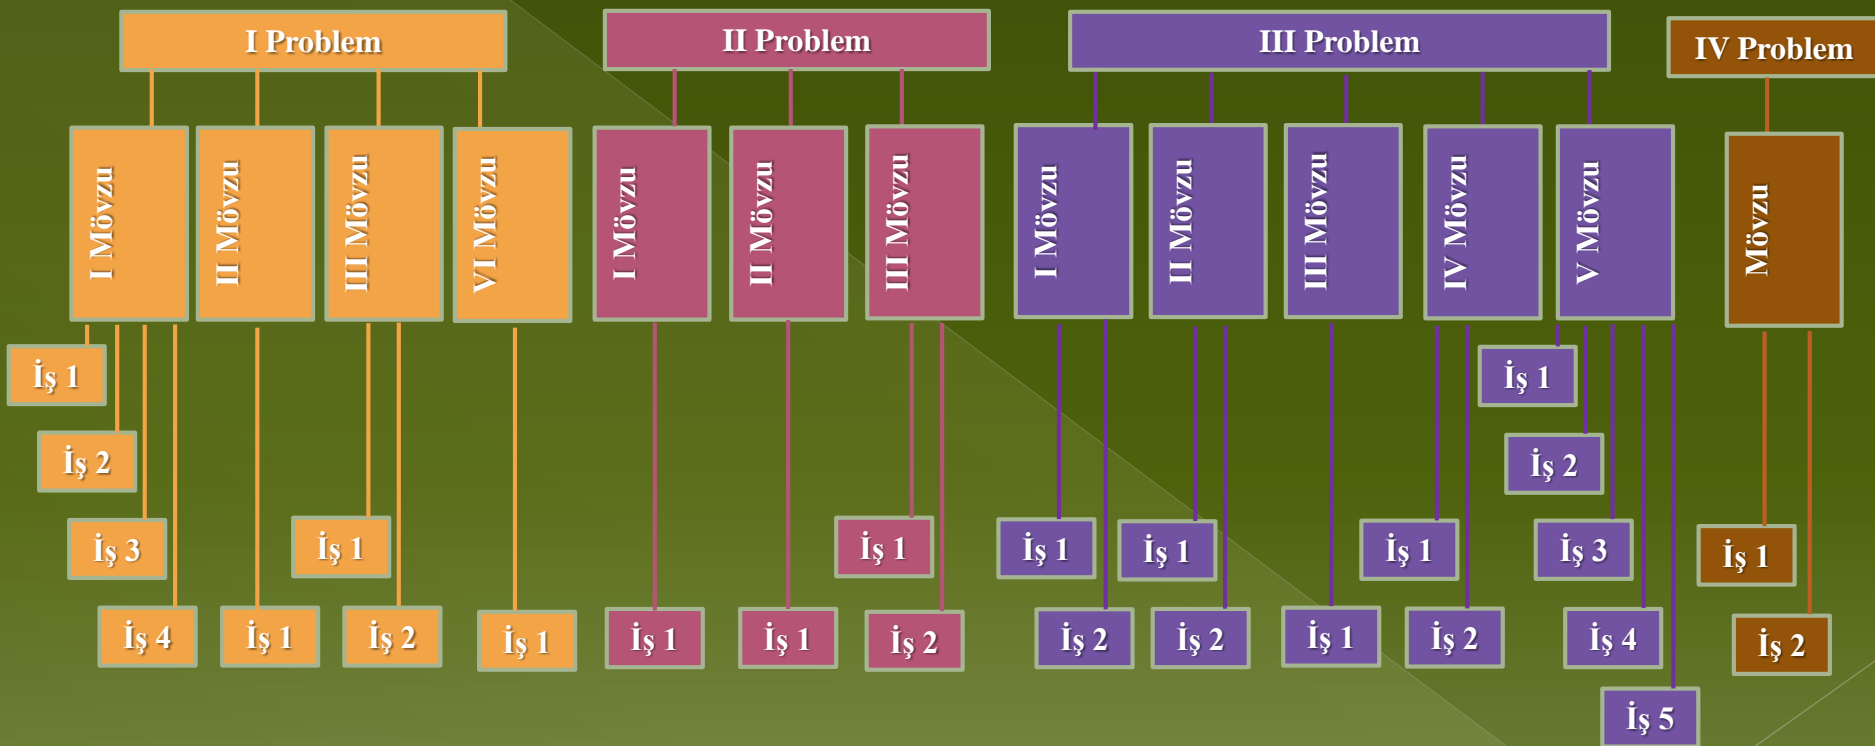 I Problem
II Problem
III Problem
IV Problem
I Mövzu
II Mövzu
III Mövzu
VI Mövzu
I Mövzu
II Mövzu
III Mövzu
I Mövzu
II Mövzu
III Mövzu
IV Mövzu
V Mövzu
Mövzu
İş 1
İş 2
İş 3
İş 4
İş 1
İş 1
İş 2
İş 1
İş 1
İş 1
İş 1
İş 2
İş 1
İş 2
İş 1
İş 2
İş 1
İş 1
İş 2
İş 1
İş 2
İş 3
İş 4
İş 5
İş 1
İş 2